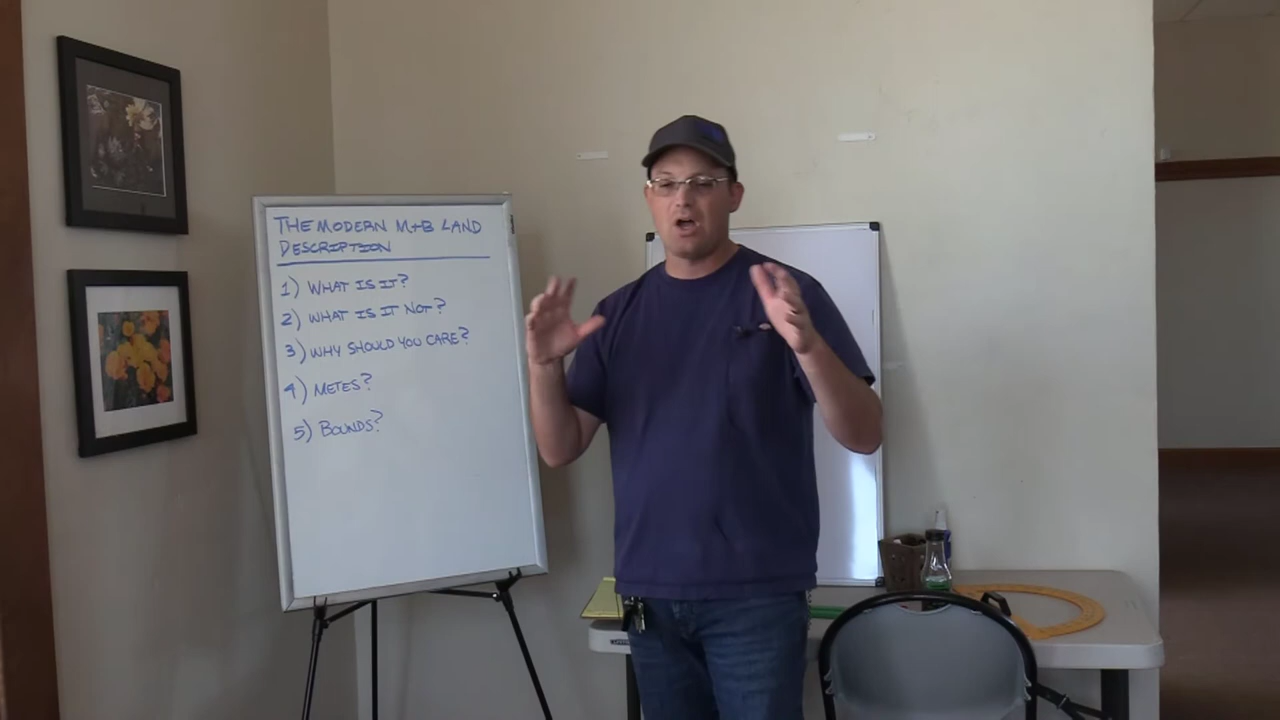 THE MODERN M+B LAND
DESCRIPTION
1) WHAT IS IT?
2) WHAT IS IT NOT?
3) WHY SHOULD YOU CARE?
4) METES?
5) BOUNDS?